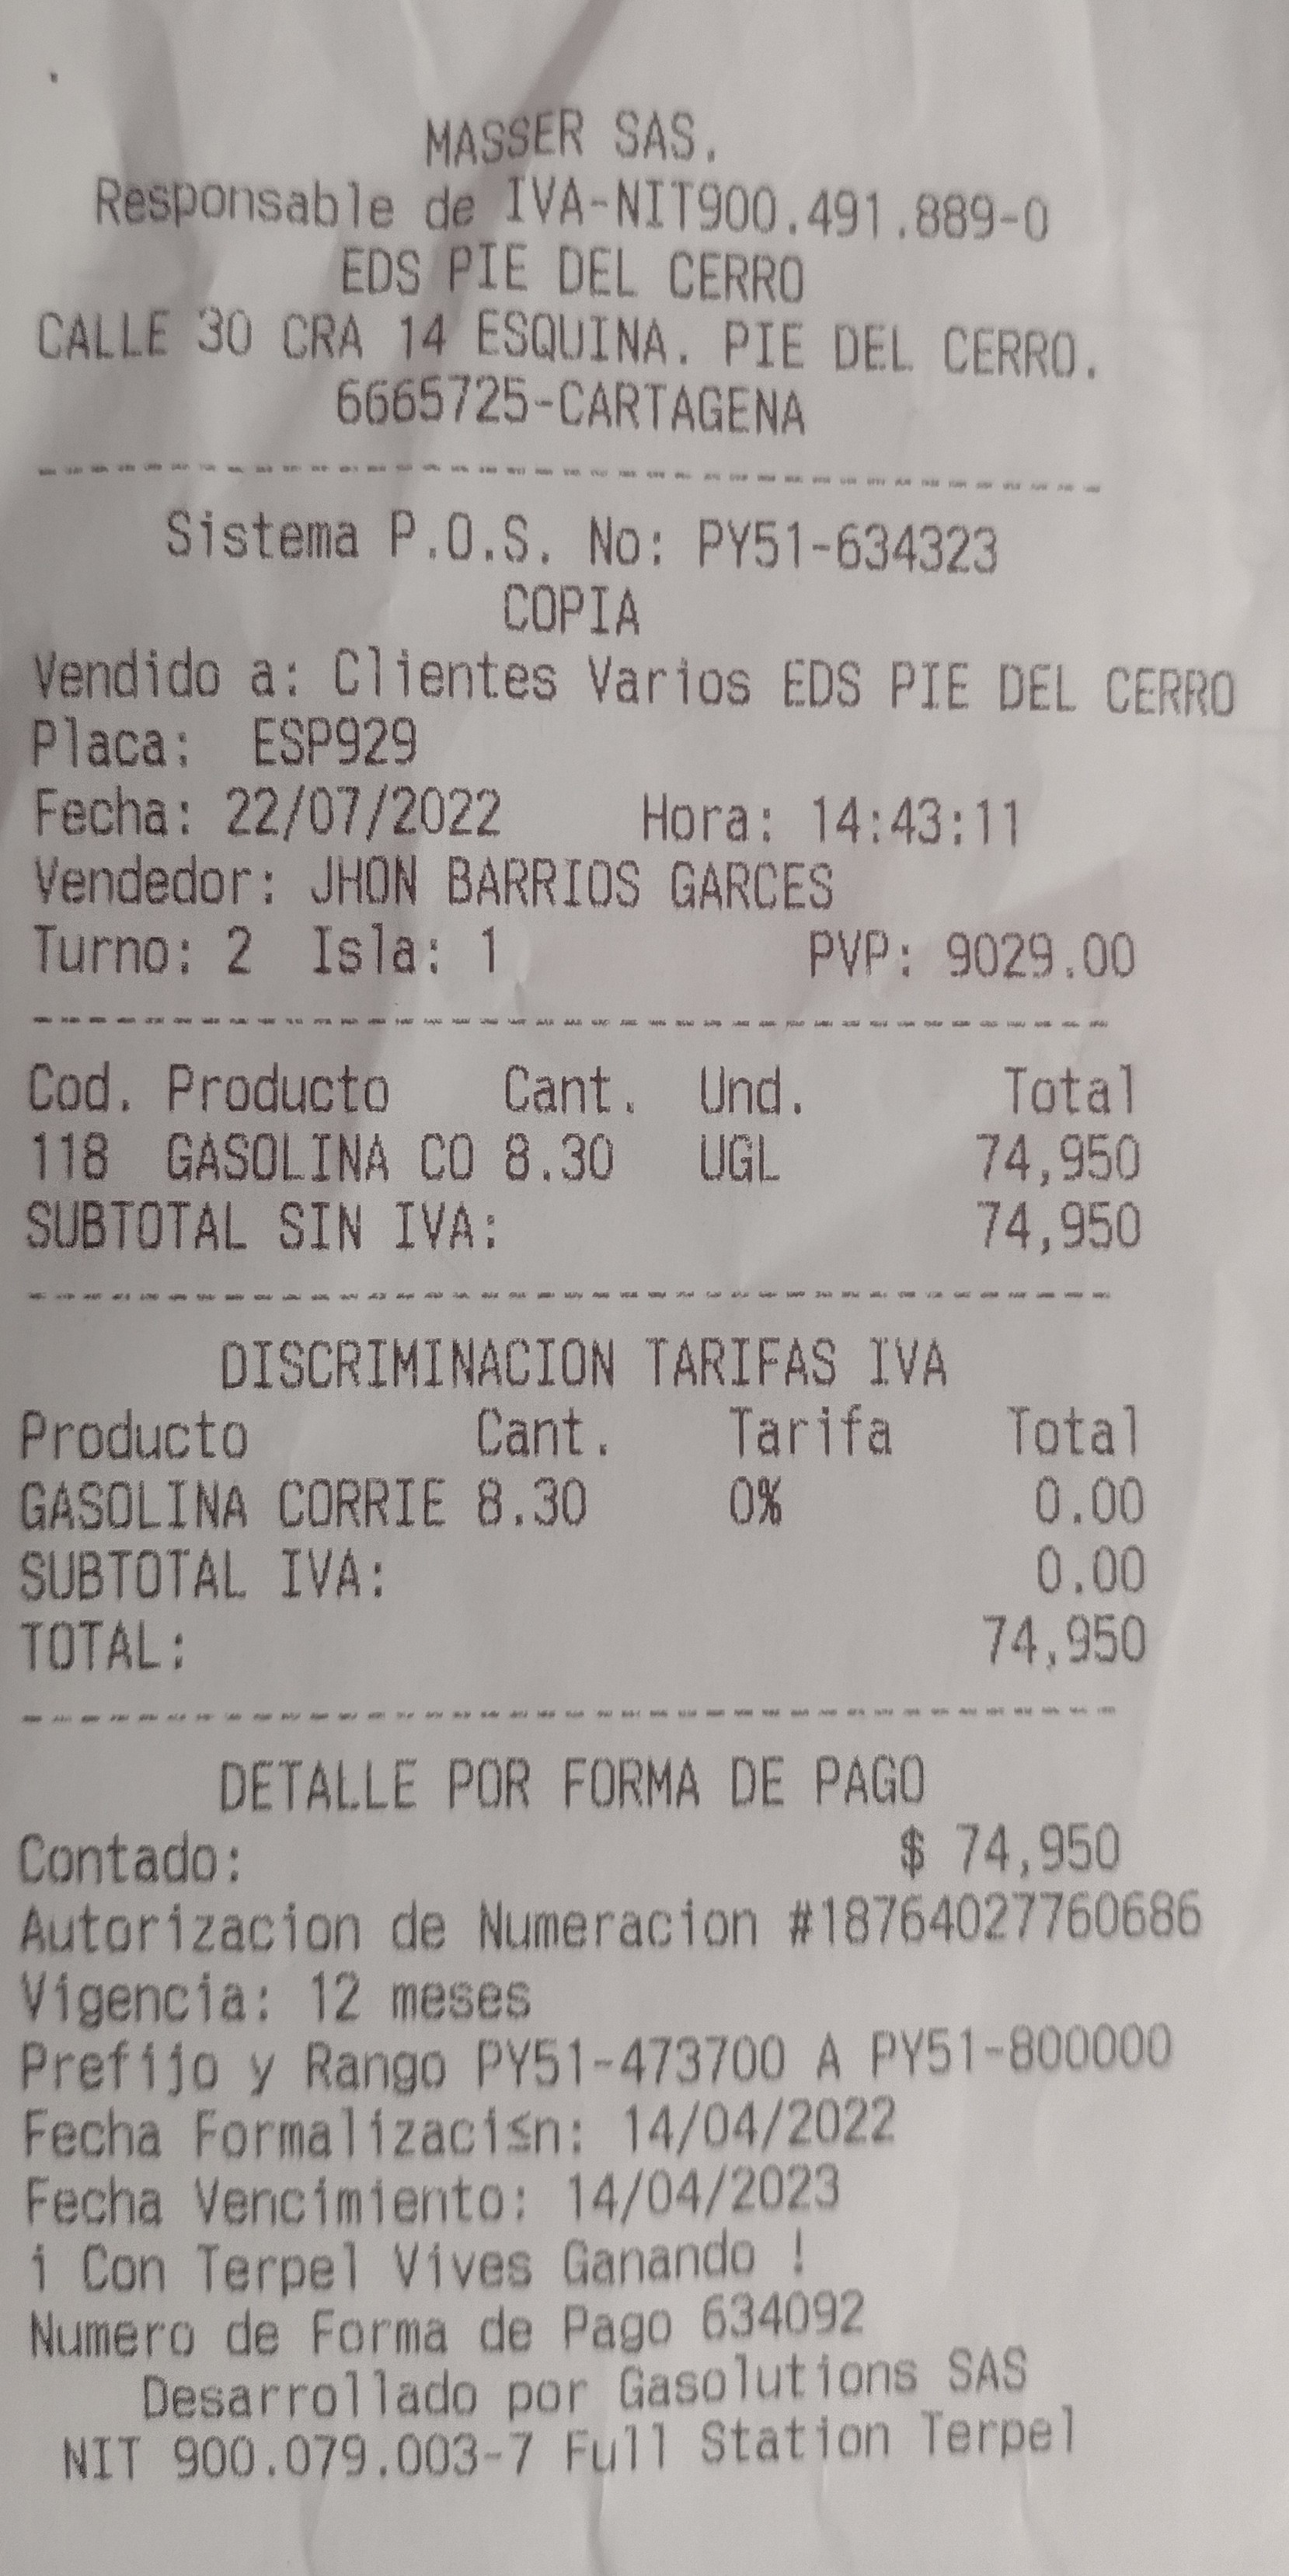 MASSER SAS.
Responsable de IVA-NIT900.491.889-0
EDS PIE DEL CERRO
CALLE 30 CRA 14 ESQUINA. PIE DEL CERRO.
6665725-CARTAGENA
Sistema P.O.S. No: PY51-634323
COPIA
Vendido a: Clientes Varios EDS PIE DEL CERRO
Placa: ESP929
Fecha: 22/07/2022 Hora: 14:43:11
Vendedor: JHON BARRIOS GARCES
Turno: 2 Isla: 1 PVP: 9029.00
Cod. Producto Cant. Und. Total
118 GASOLINA CO 8.30 UGL 74,950
SUBTOTAL SIN IVA: 74,950
DISCRIMINACION TARIFAS IVA
Producto Cant. Tarifa Total
GASOLINA CORRIE 8.30 0% 0.00
SUBTOTAL IVA: 0.00
TOTAL: 74,950
DETALLE POR FORMA DE PAGO
Contado: $ 74,950
Autorizacion de Numeracion #18764027760686
Vigencia: 12 meses
Prefijo y Rango PY51-473700 A PY51-800000
Fecha Formalizaci≤n: 14/04/2022
Fecha Vencimiento: 14/04/2023
i Con Terpel Vives Ganando !
Numero de Forma de Pago 634092
Desarrollado por Gasolutions SAS
NIT 900.079.003-7 Full Station Terpel